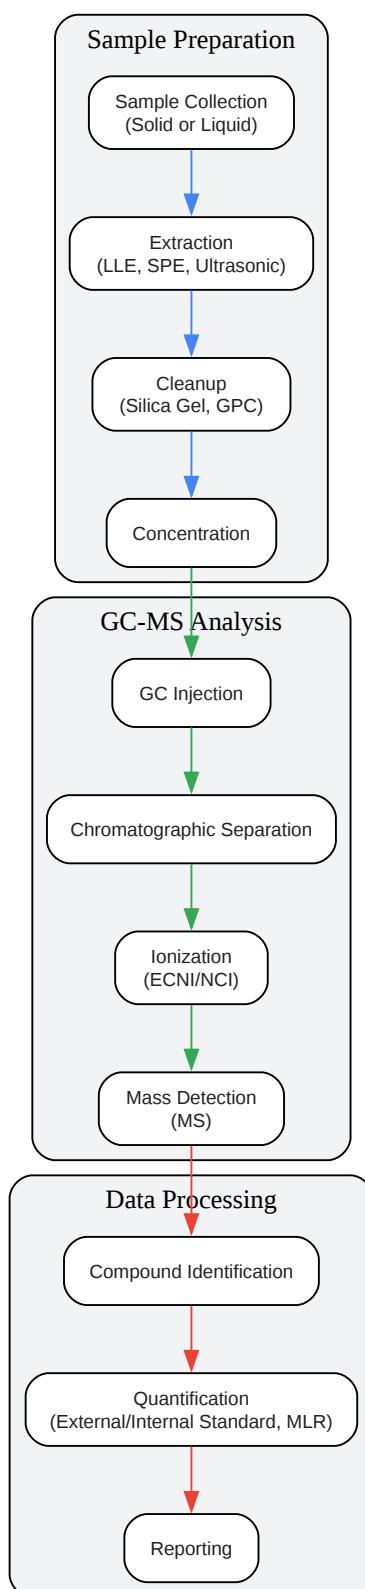 Sample Preparation
Sample Collection
(Solid or Liquid)
Extraction
(LLE, SPE, Ultrasonic)
Cleanup
(Silica Gel, GPC)
Concentration
GC-MS Analysis
GC Injection
Chromatographic Separation
Ionization
(ECNI/NCI)
Mass Detection
(MS)
Data Processing
Compound Identification
Quantification
(External/Internal Standard, MLR)
Reporting